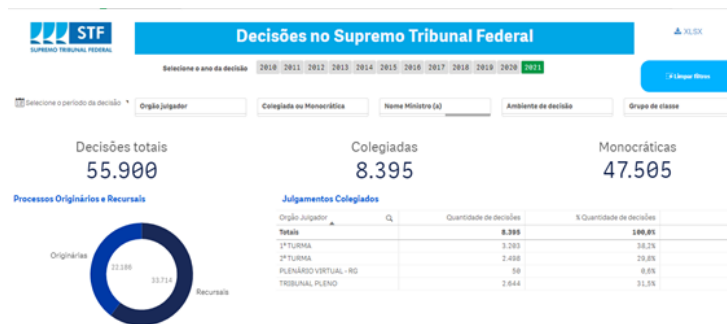 STF
SUPREMO TRIBUNAL FEDERAL
Decisões no Supremo Tribunal Federal
XLSX
Selecione o ano da decisão 2010 2011 2012 2013 2014 2015 2016 2017 2018 2019 2020 2021
Limpar filtros
Selecione o período da decisão
Orgão julgador
Colegiada ou Monocrática
Nome Ministro (a)
Ambiente de decisão
Grupo de classe
Decisões totais
55.900
Colegiadas
8.395
Monocráticas
47.505
Processos Originários e Recursais
Originárias
22.186
33.714
Recursais
Julgamentos Colegiados
Orgão Julgador Quantidade de decisões % Quantidade de decisões
Totais 8.395 100,0%
1ª TURMA 3.203 38,2%
2ª TURMA 2.498 29,8%
PLENÁRIO VIRTUAL - RG 50 0,6%
TRIBUNAL PLENO 2.644 31,5%